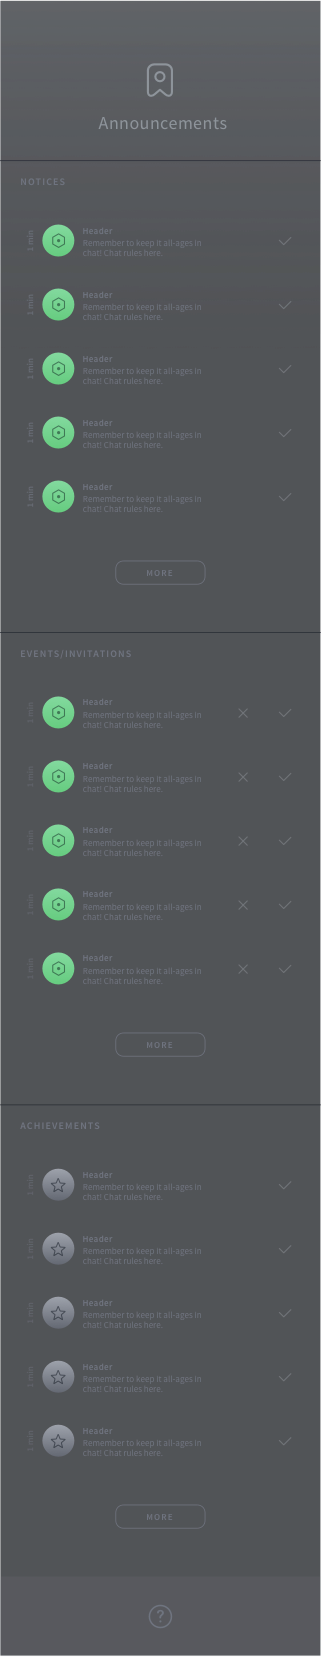 Announcements
NOTICES
1 min
Header
Remember to keep it all-ages in
chat! Chat rules here.
1 min
Header
Remember to keep it all-ages in
chat! Chat rules here.
1 min
Header
Remember to keep it all-ages in
chat! Chat rules here.
1 min
Header
Remember to keep it all-ages in
chat! Chat rules here.
1 min
Header
Remember to keep it all-ages in
chat! Chat rules here.
MORE
EVENTS/INVITATIONS
1 min
Header
Remember to keep it all-ages in
chat! Chat rules here.
1 min
Header
Remember to keep it all-ages in
chat! Chat rules here.
1 min
Header
Remember to keep it all-ages in
chat! Chat rules here.
1 min
Header
Remember to keep it all-ages in
chat! Chat rules here.
1 min
Header
Remember to keep it all-ages in
chat! Chat rules here.
MORE
ACHIEVEMENTS
1 min
Header
Remember to keep it all-ages in
chat! Chat rules here.
1 min
Header
Remember to keep it all-ages in
chat! Chat rules here.
1 min
Header
Remember to keep it all-ages in
chat! Chat rules here.
1 min
Header
Remember to keep it all-ages in
chat! Chat rules here.
1 min
Header
Remember to keep it all-ages in
chat! Chat rules here.
MORE
?